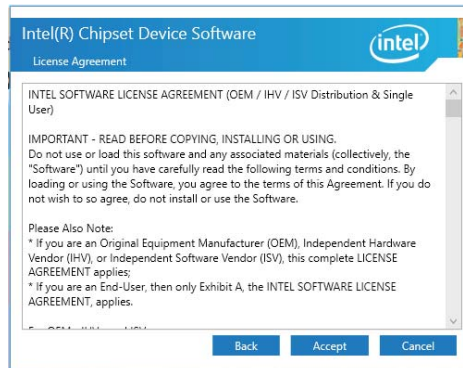 Intel(R) Chipset Device Software
intel
License Agreement
INTEL SOFTWARE LICENSE AGREEMENT (OEM / IHV / ISV Distribution & Single
User)
IMPORTANT - READ BEFORE COPYING, INSTALLING OR USING.
Do not use or load this software and any associated materials (collectively, the
"Software") until you have carefully read the following terms and conditions. By
loading or using the Software, you agree to the terms of this Agreement. If you do
not wish to so agree, do not install or use the Software.
Please Also Note:
* If you are an Original Equipment Manufacturer (OEM), Independent Hardware
Vendor (IHV), or Independent Software Vendor (ISV), this complete LICENSE
AGREEMENT applies;
* If you are an End-User, then only Exhibit A, the INTEL SOFTWARE LICENSE
AGREEMENT, applies.
Back Accept Cancel